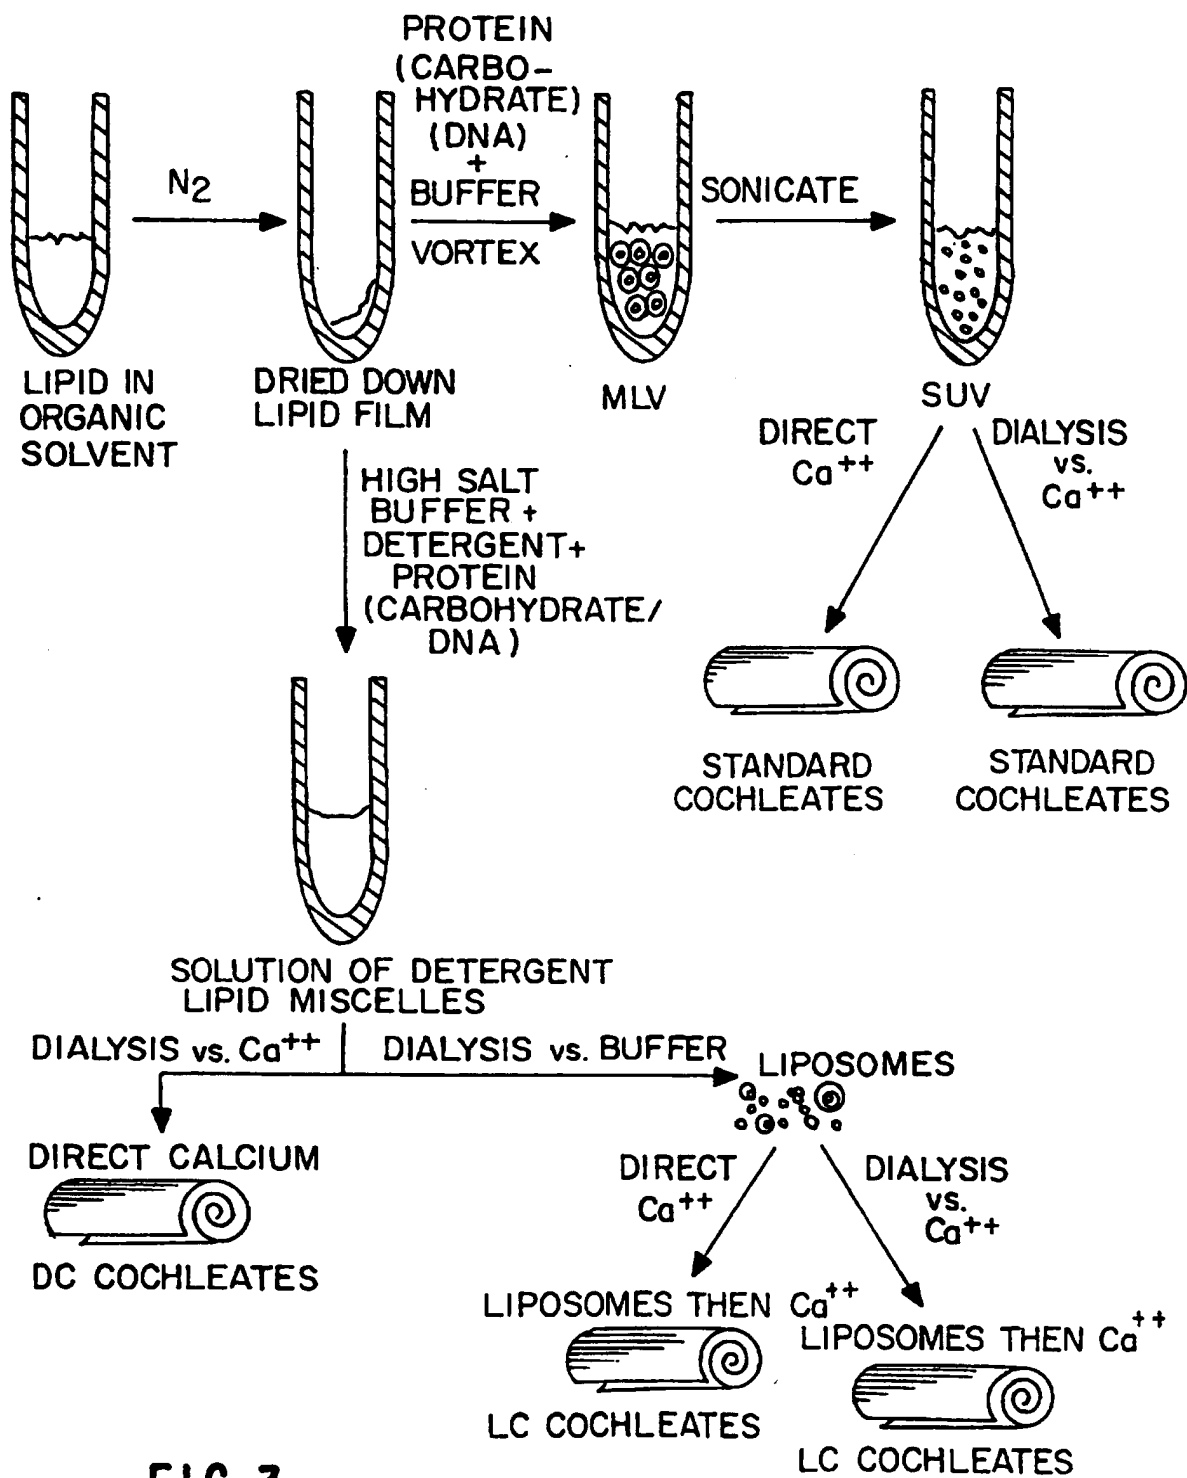 PROTEIN
(CARBO-
HYDRATE)
(DNA)
+
BUFFER
VORTEX
N2
SONICATE
LIPID IN
ORGANIC
SOLVENT
DRIED DOWN
LIPID FILM
MLV
SUV
DIRECT
Ca++
DIALYSIS
vs.
Ca++
HIGH SALT
BUFFER +
DETERGENT+
PROTEIN
(CARBOHYDRATE/
DNA)
STANDARD
COCHLEATES
STANDARD
COCHLEATES
SOLUTION OF DETERGENT
LIPID MISCELLES
DIALYSIS vs. Ca++
DIALYSIS vs. BUFFER
LIPOSOMES
DIRECT CALCIUM
DC COCHLEATES
DIRECT
Ca++
DIALYSIS
vs.
Ca++
LIPOSOMES THEN Ca++
LC COCHLEATES
LIPOSOMES THEN Ca++
LC COCHLEATES